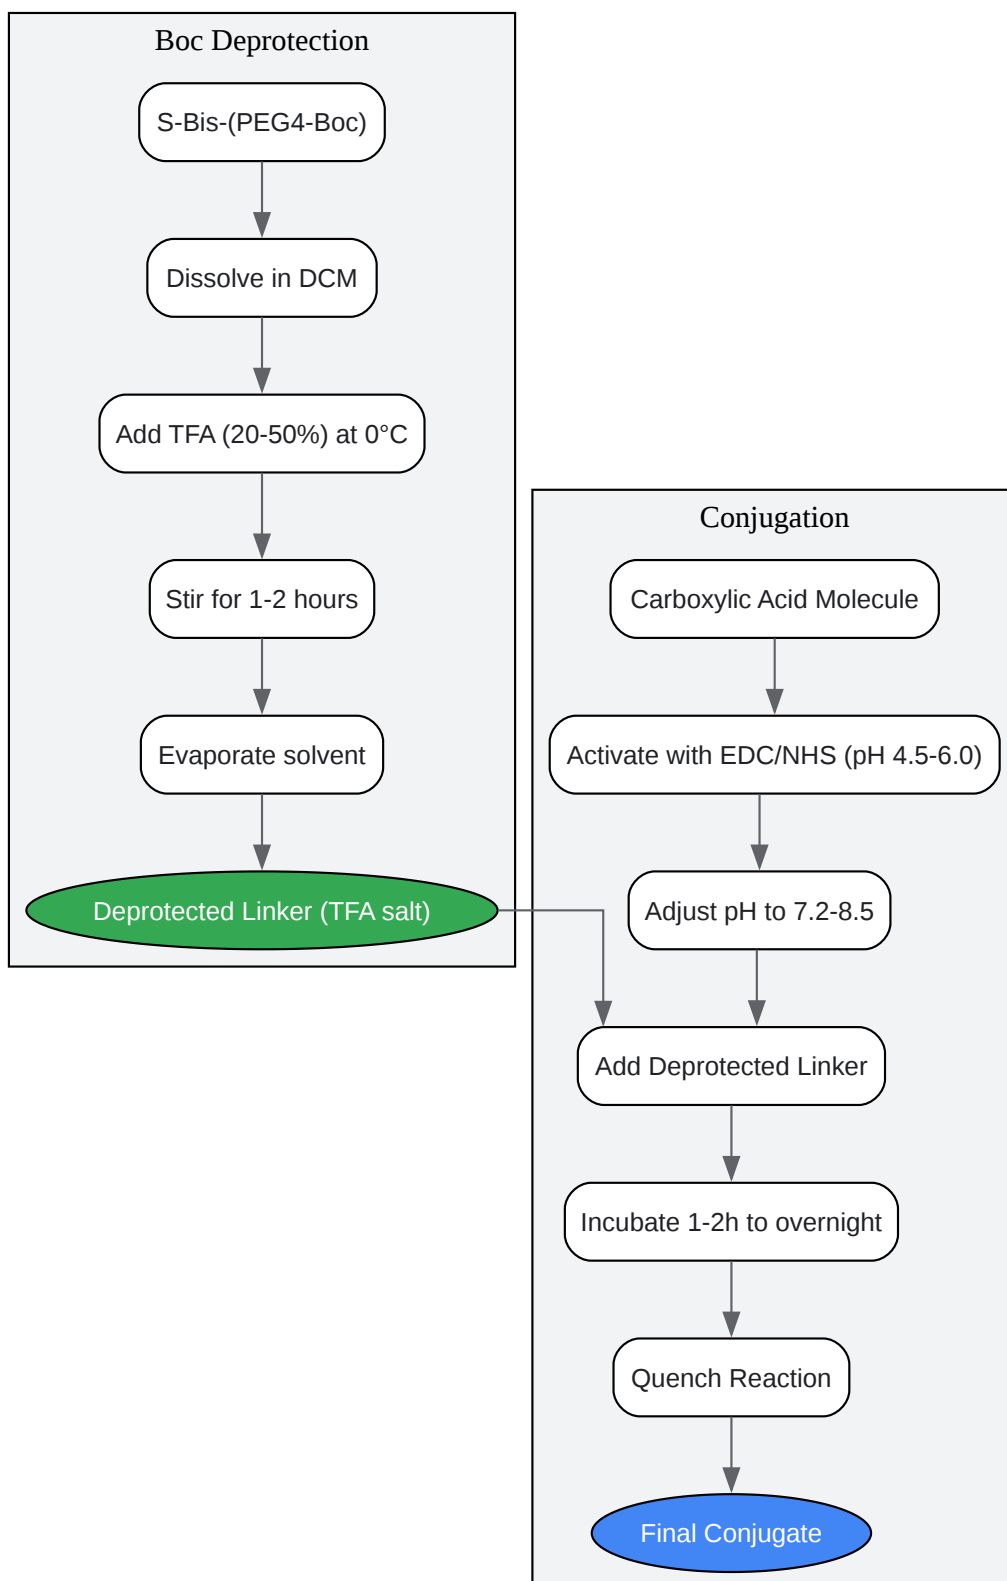 Boc Deprotection
S-Bis-(PEG4-Boc)
Dissolve in DCM
Add TFA (20-50%) at 0°C
Stir for 1-2 hours
Evaporate solvent
Deprotected Linker (TFA salt)
Conjugation
Carboxylic Acid Molecule
Activate with EDC/NHS (pH 4.5-6.0)
Adjust pH to 7.2-8.5
Add Deprotected Linker
Incubate 1-2h to overnight
Quench Reaction
Final Conjugate